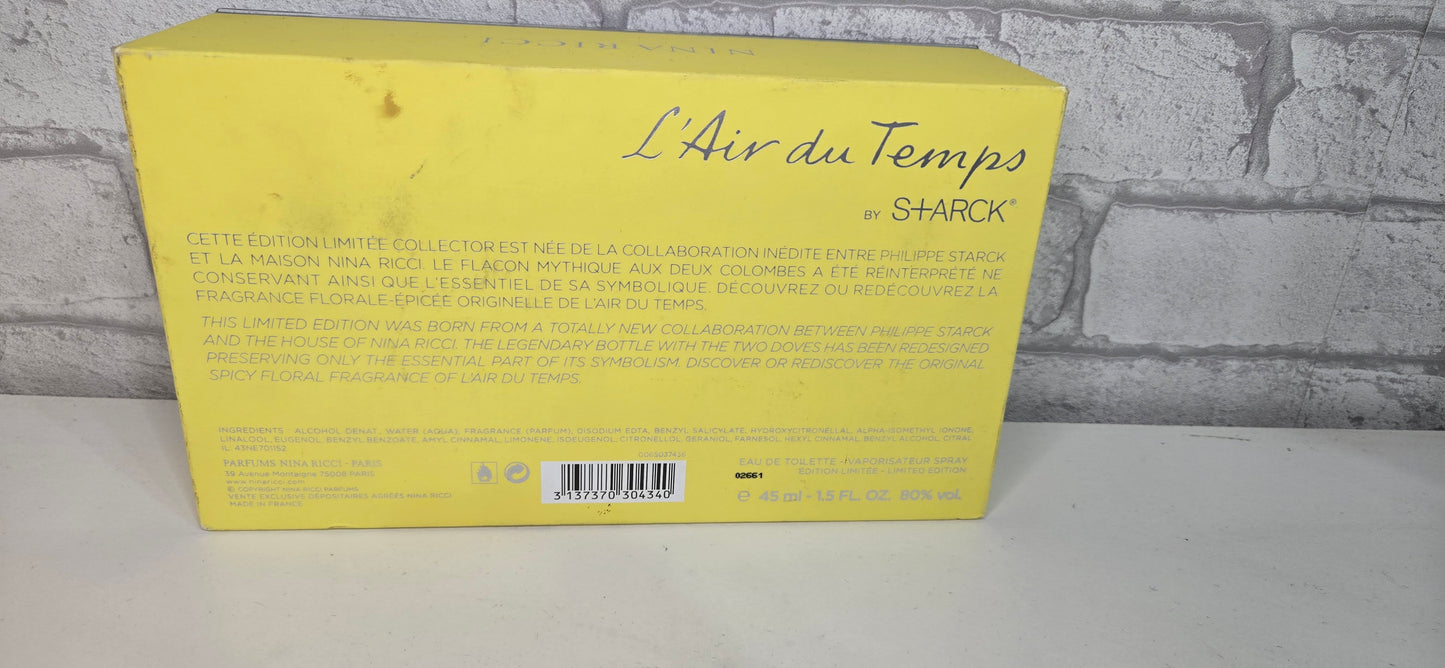 NINA RICCI
L'Air du Temps
BY STARCK®
CETTE ÉDITION LIMITÉE COLLECTOR EST NÉE DE LA COLLABORATION INÉDITE ENTRE PHILIPPE STARCK
ET LA MAISON NINA RICCI. LE FLACON MYTHIQUE AUX DEUX COLOMBES A ÉTÉ RÉINTERPRÉTÉ NE
CONSERVANT AINSI QUE L'ESSENTIEL DE SA SYMBOLIQUE. DÉCOUVREZ OU REDÉCOUVREZ LA
FRAGRANCE FLORALE-ÉPICÉE ORIGINELLE DE L'AIR DU TEMPS.
THIS LIMITED EDITION WAS BORN FROM A TOTALLY NEW COLLABORATION BETWEEN PHILIPPE STARCK
AND THE HOUSE OF NINA RICCI. THE LEGENDARY BOTTLE WITH THE TWO DOVES HAS BEEN REDESIGNED
PRESERVING ONLY THE ESSENTIAL PART OF ITS SYMBOLISM. DISCOVER OR REDISCOVER THE ORIGINAL
SPICY FLORAL FRAGRANCE OF L'AIR DU TEMPS.
INGREDIENTS : ALCOHOL DENAT., WATER (AQUA), FRAGRANCE (PARFUM), DISODIUM EDTA, BENZYL SALICYLATE, HYDROXYCITRONELLAL, ALPHA-ISOMETHYL IONONE,
LINALOOL, EUGENOL, BENZYL BENZOATE, AMYL CINNAMAL, LIMONENE, ISOEUGENOL, CITRONELLOL, GERANIOL, FARNESOL, HEXYL CINNAMAL, BENZYL ALCOHOL, CITRAL
IL. 43NE701152
0065037436
PARFUMS NINA RICCI - PARIS
39 Avenue Montaigne 75008 PARIS
www.ninaricci.com
© COPYRIGHT NINA RICCI PARFUMS
VENTE EXCLUSIVE DÉPOSITAIRES AGRÉÉS NINA RICCI
MADE IN FRANCE
3 137370 304340
EAU DE TOILETTE - VAPORISATEUR SPRAY
ÉDITION LIMITÉE - LIMITED EDITION
02661
e 45 ml - 1.5 FL. OZ. 80% vol.